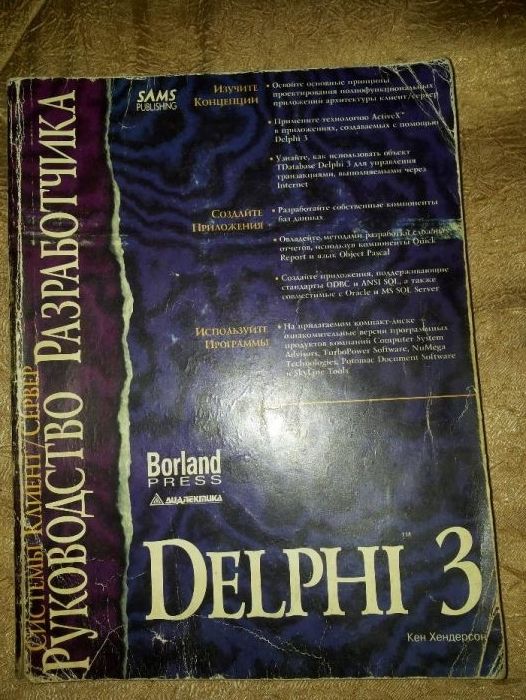 SAMS
PUBLISHING
СИСТЕМЫ КЛИЕНТ/СЕРВЕР
РУКОВОДСТВО РАЗРАБОТЧИКА
ИЗУЧИТЕ
КОНЦЕПЦИИ
• Освойте основные принципы
проектирования полнофункциональных
приложений архитектуры клиент/сервер
• Примените технологию ActiveX™
в приложениях, создаваемых с помощью
Delphi 3
• Узнайте, как использовать объект
TDatabase Delphi 3 для управления
транзакциями, выполняемыми через
Internet
СОЗДАЙТЕ
ПРИЛОЖЕНИЯ
• Разработайте собственные компоненты
баз данных
• Овладейте методами разработки сложных
отчетов, используя компоненты Quick
Report и язык Object Pascal
• Создайте приложения, поддерживающие
стандарты ODBC и ANSI SQL, а также
совместимые с Oracle и MS SQL Server
ИСПОЛЬЗУЙТЕ
ПРОГРАММЫ
• На прилагаемом компакт-диске —
ознакомительные версии программных
продуктов компаний Computer System
Advisors, TurboPower Software, NuMega
Technologies, Potomac Document Software
и SkyLine Tools
Borland
PRESS
ДИАЛЕКТИКА
DELPHI™ 3
Кен Хендерсон